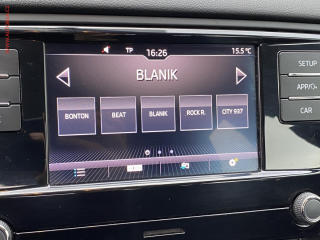 TP 16:26 15.5°C
BLANIK
BONTON BEAT BLANIK ROCK R. CITY 937
SETUP
APP/
CAR